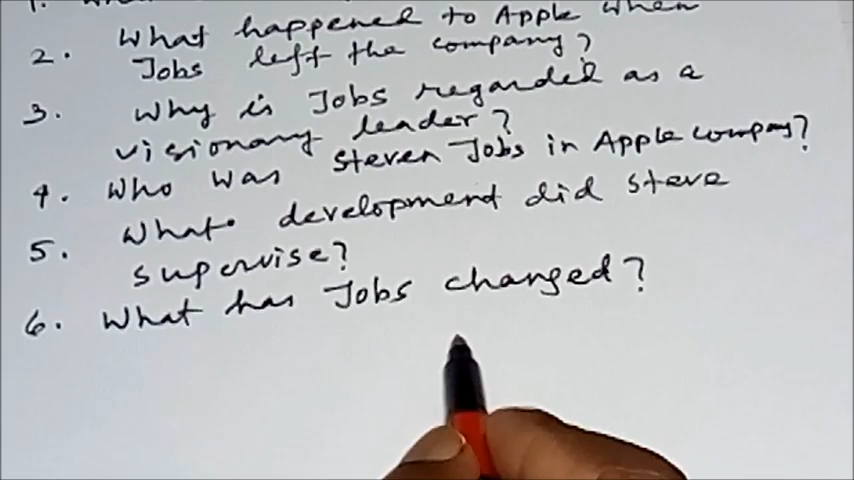 1.
2. What happened to Apple when
Jobs left the company?
3. Why is Jobs regarded as a
visionary leader?
4. Who was Steven Jobs in Apple company?
5. What development did Steve
supervise?
6. What has Jobs changed?